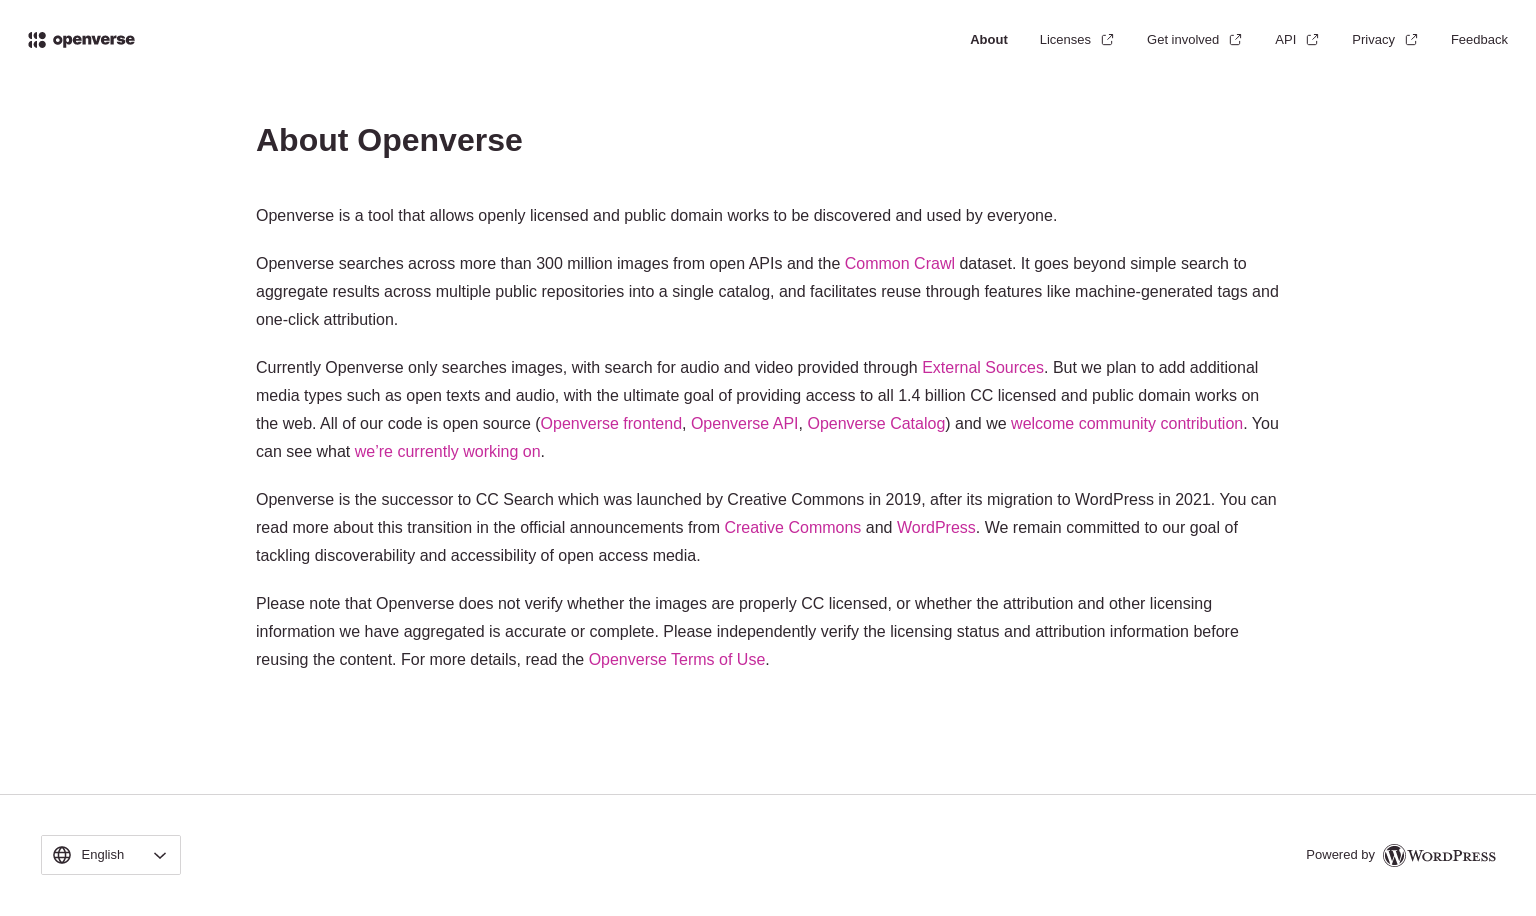 openverse
About
Licenses
Get involved
API
Privacy
Feedback
About Openverse
Openverse is a tool that allows openly licensed and public domain works to be discovered and used by everyone.
Openverse searches across more than 300 million images from open APIs and the Common Crawl dataset. It goes beyond simple search to
aggregate results across multiple public repositories into a single catalog, and facilitates reuse through features like machine-generated tags and
one-click attribution.
Currently Openverse only searches images, with search for audio and video provided through External Sources. But we plan to add additional
media types such as open texts and audio, with the ultimate goal of providing access to all 1.4 billion CC licensed and public domain works on
the web. All of our code is open source (Openverse frontend, Openverse API, Openverse Catalog) and we welcome community contribution. You
can see what we’re currently working on.
Openverse is the successor to CC Search which was launched by Creative Commons in 2019, after its migration to WordPress in 2021. You can
read more about this transition in the official announcements from Creative Commons and WordPress. We remain committed to our goal of
tackling discoverability and accessibility of open access media.
Please note that Openverse does not verify whether the images are properly CC licensed, or whether the attribution and other licensing
information we have aggregated is accurate or complete. Please independently verify the licensing status and attribution information before
reusing the content. For more details, read the Openverse Terms of Use.
English
Powered by WordPress